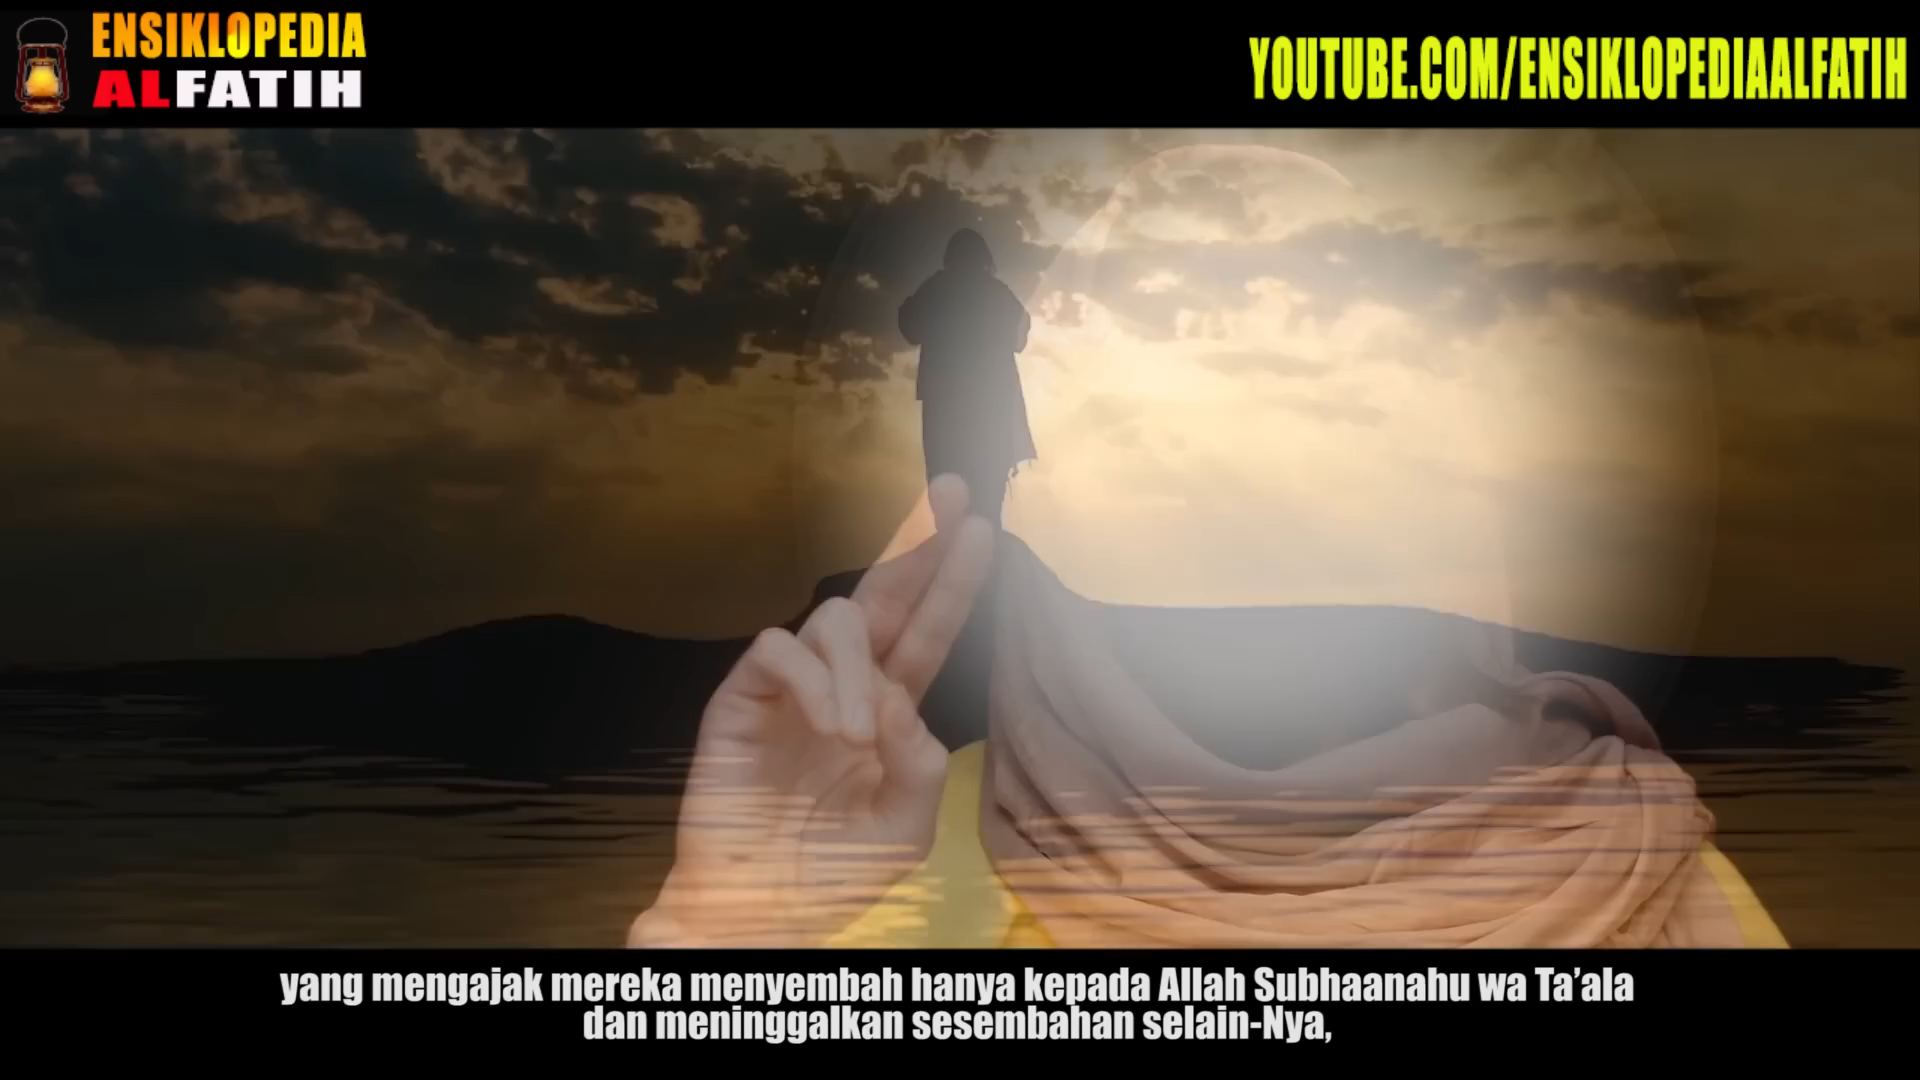 ENSIKLOPEDIA
ALFATIH
YOUTUBE.COM/ENSIKLOPEDIAALFATIH
yang mengajak mereka menyembah hanya kepada Allah Subhaanahu wa Ta’ala
dan meninggalkan sesembahan selain-Nya,